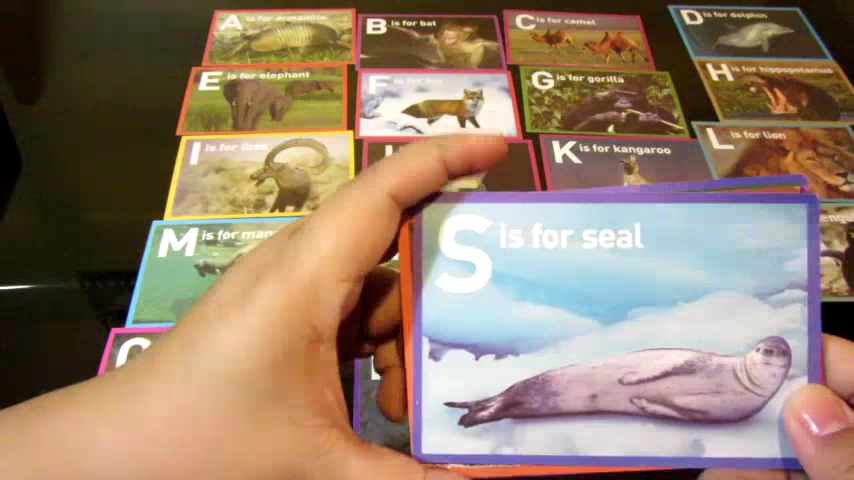 A is for armadillo
B is for bat
C is for camel
D is for dolphin
E is for elephant
F is for fox
G is for gorilla
H is for hippopotamus
I is for ibex
K is for kangaroo
L is for lion
M is for
S is for seal